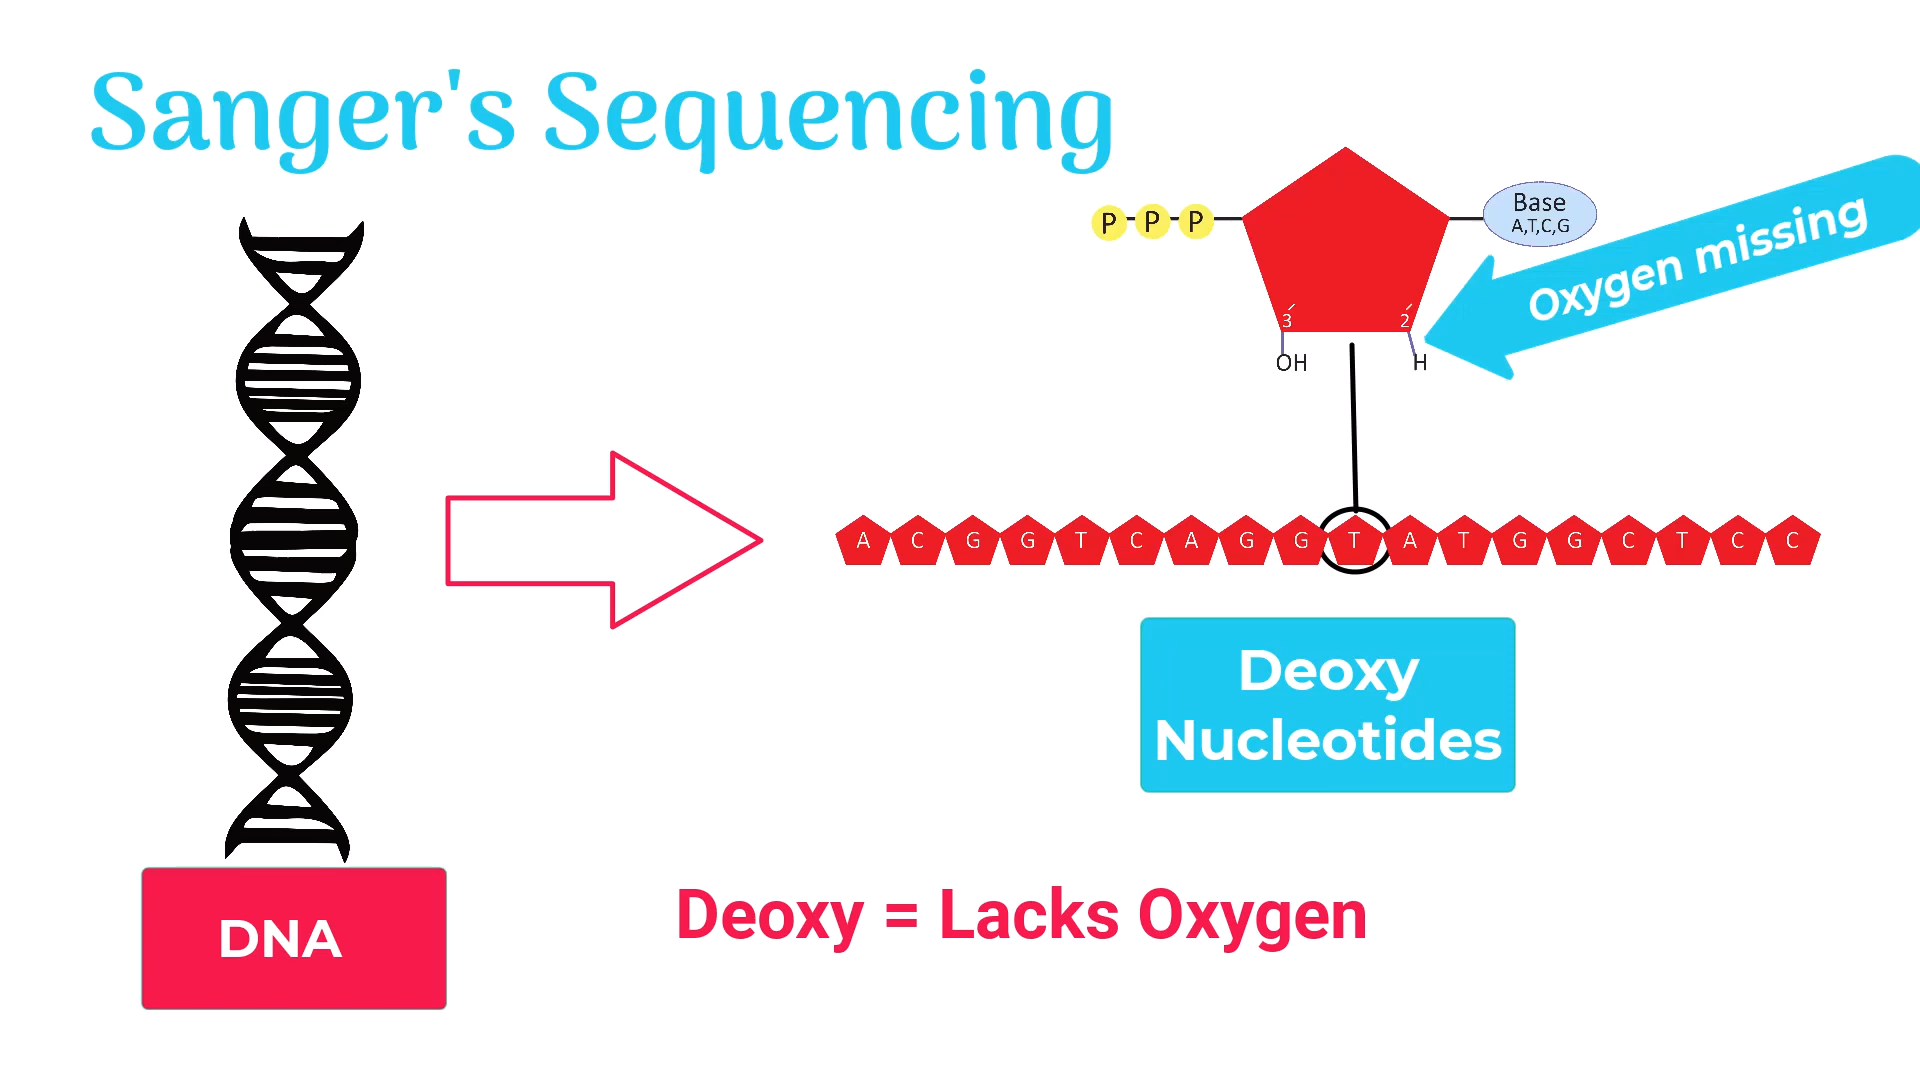 Sanger's Sequencing
P P P
Base
A,T,C,G
Oxygen missing
3´ 2´
OH H
A C G G T C A G G T A T G G C T C C
Deoxy
Nucleotides
DNA
Deoxy = Lacks Oxygen